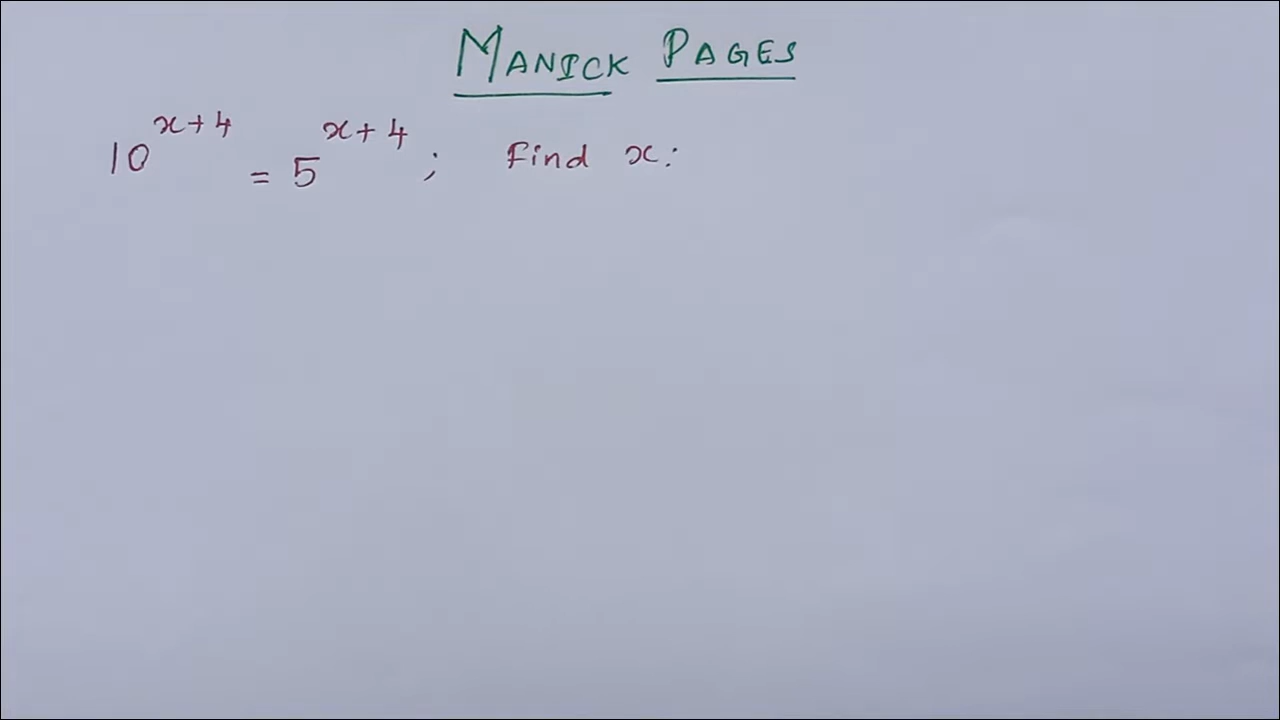 MANICK PAGES
10^{x+4} = 5^{x+4} ; Find x: